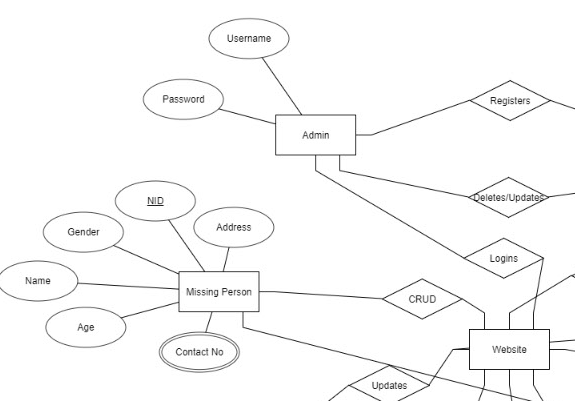 Username
Password
Registers
Admin
Deletes/Updates
NID
Gender
Address
Logins
Name
Missing Person
CRUD
Age
Contact No
Website
Updates